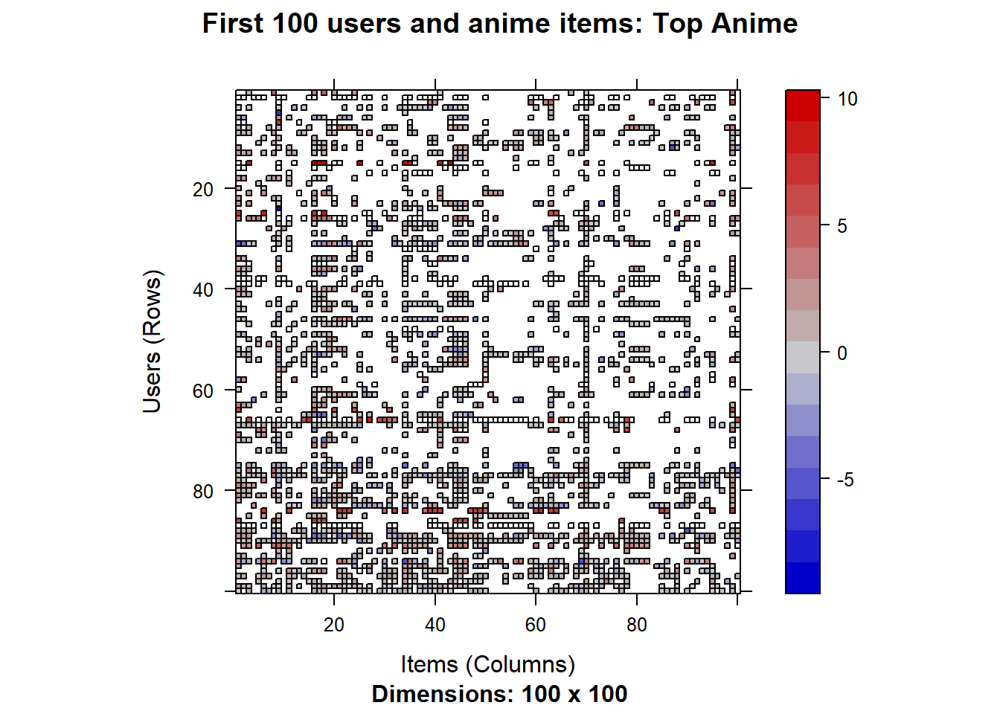 First 100 users and anime items: Top Anime
10
5
0
-5
20
40
60
80
Users (Rows)
20 40 60 80
Items (Columns)
Dimensions: 100 x 100